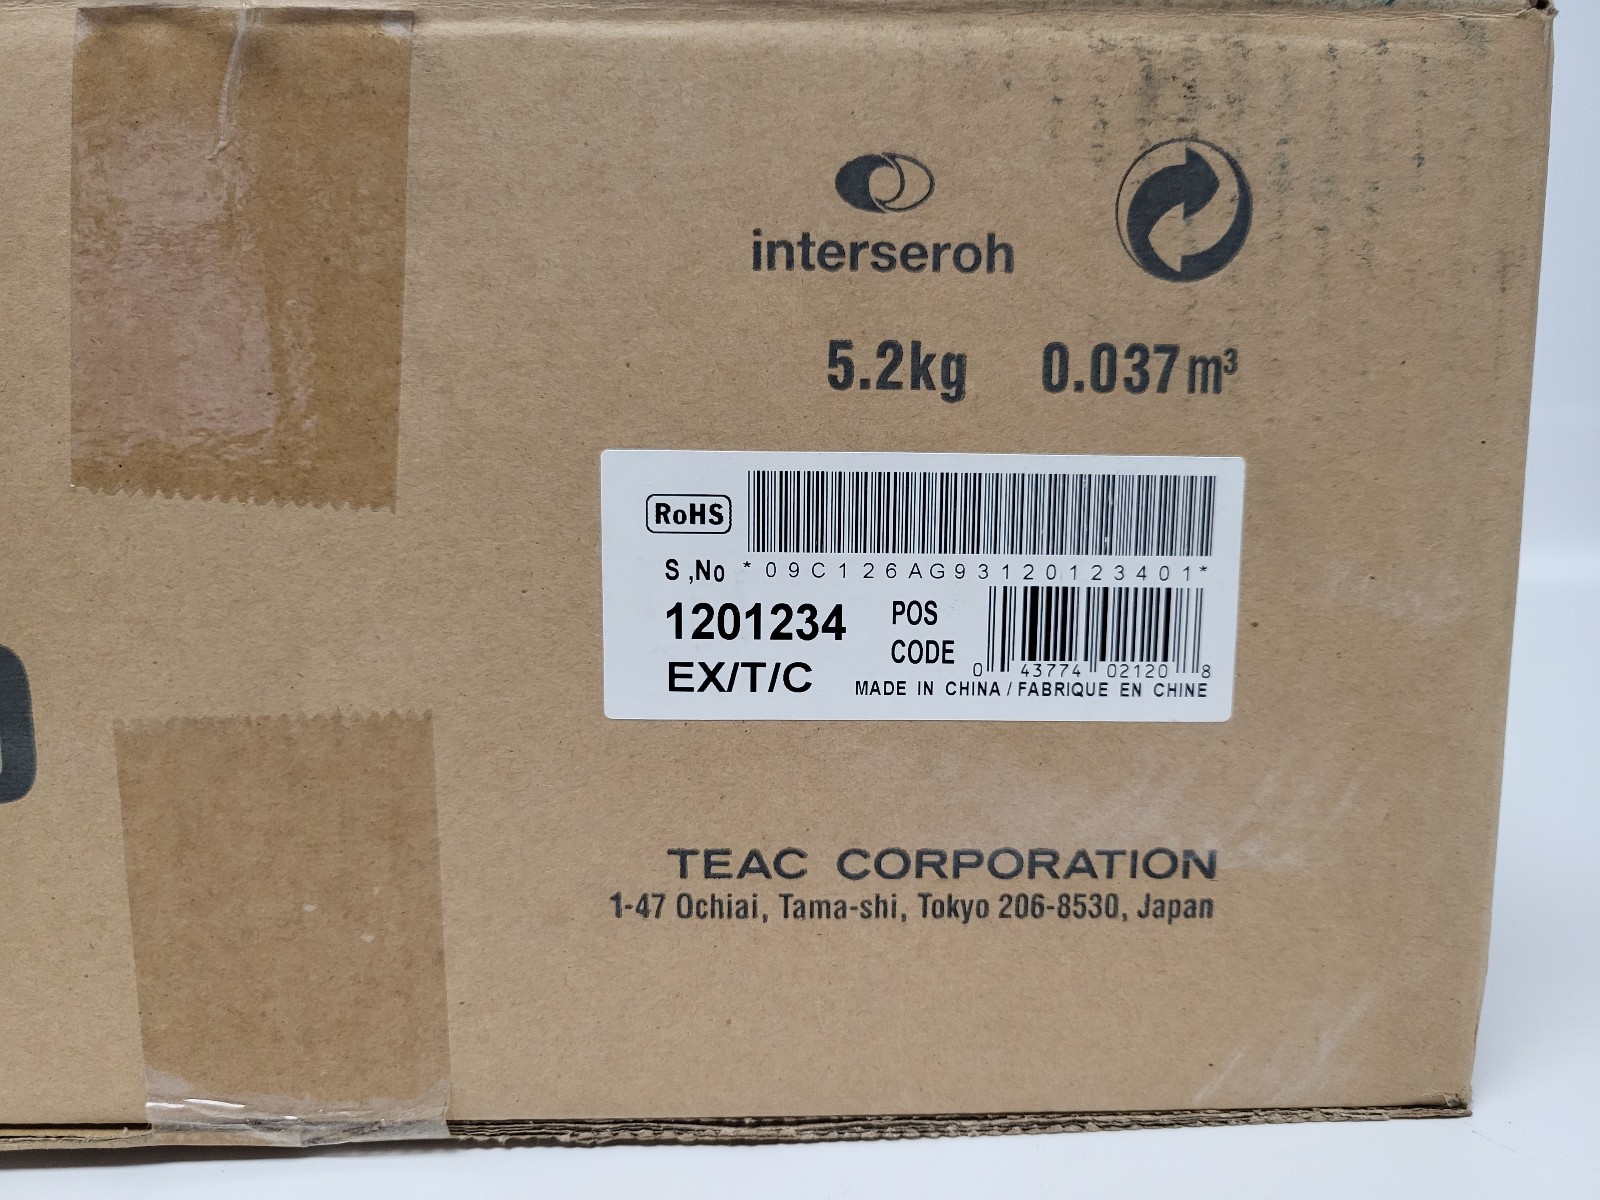 interseroh
5.2kg 0.037m³
RoHS
S,No *09C126AG93120123401*
1201234
EX/T/C
POS
CODE
0 43774 02120 8
MADE IN CHINA/FABRIQUE EN CHINE
TEAC CORPORATION
1-47 Ochiai, Tama-shi, Tokyo 206-8530, Japan